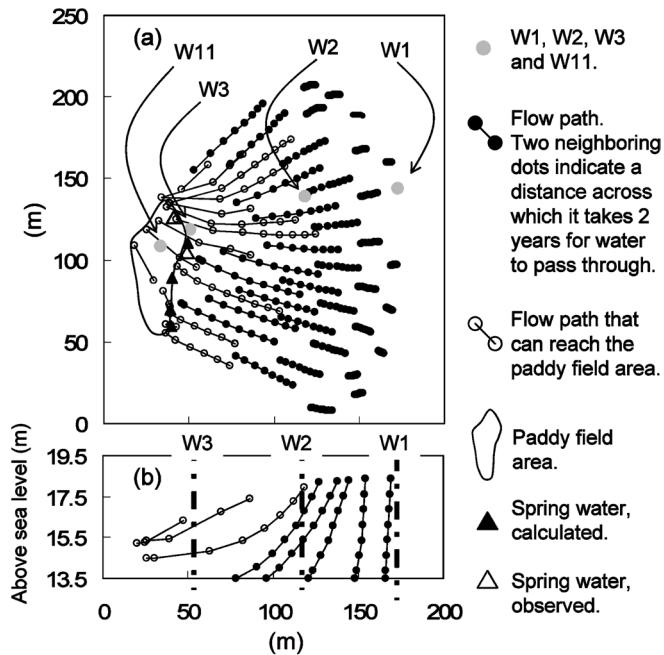 (a)
W11
W3
W2
W1
250
200
150
100
50
0
(m)
W1, W2, W3
and W11.
Flow path.
Two neighboring
dots indicate a
distance across
which it takes 2
years for water
to pass through.
Flow path that
can reach the
paddy field area.
Paddy field
area.
Spring water,
calculated.
Spring water,
observed.
W3
W2
W1
(b)
Above sea level (m)
19.5
17.5
15.5
13.5
0
50
100
150
200
(m)